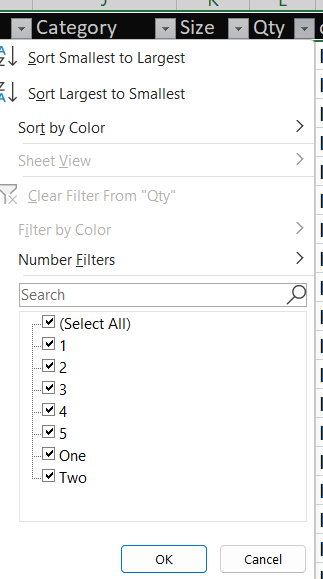 Category Size Qty
Sort Smallest to Largest
Sort Largest to Smallest
Sort by Color
Sheet View
Clear Filter From "Qty"
Filter by Color
Number Filters
Search
(Select All)
1
2
3
4
5
One
Two
OK Cancel